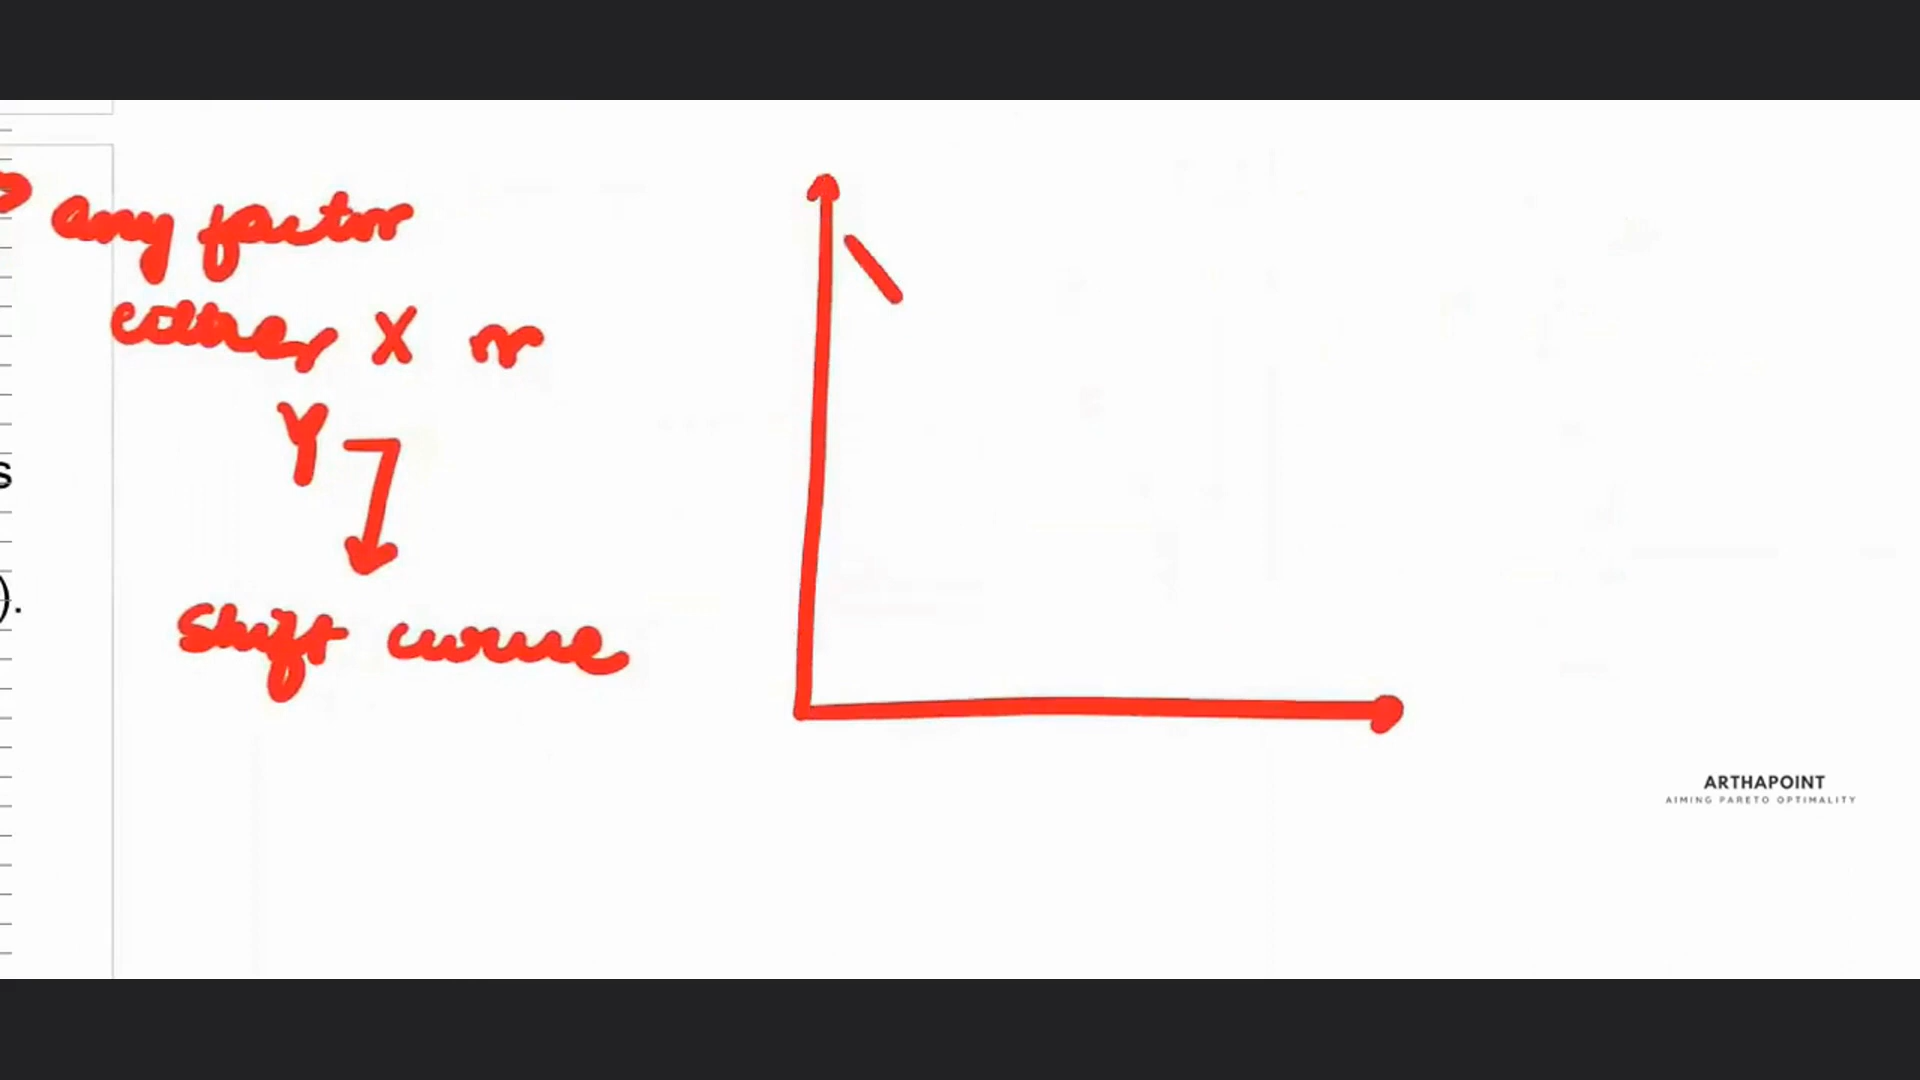 any factor
either X or
Y
shift curve
s
).
ARTHAPOINT
AIMING PARETO OPTIMALITY